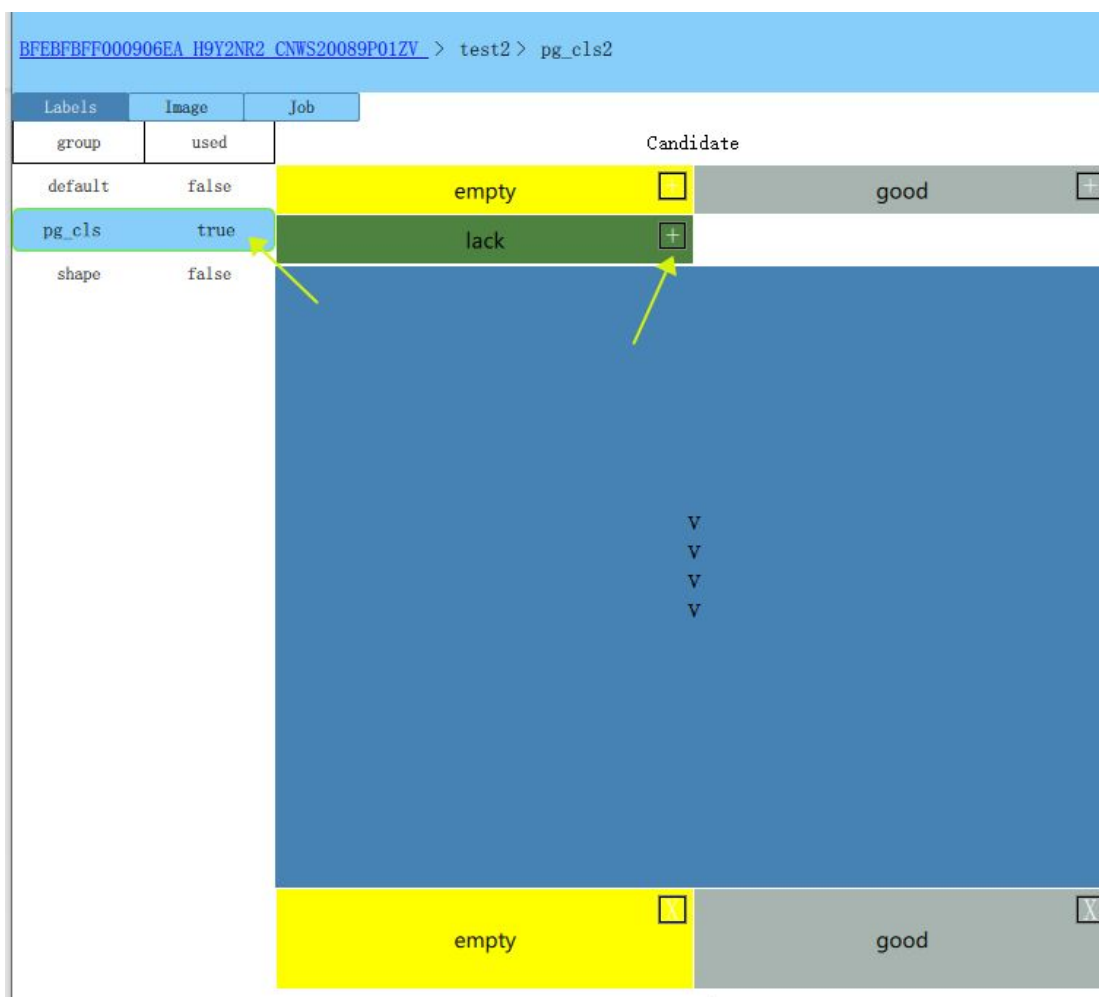 BFEBFBFF000906EA_H9Y2NR2_CNWS20089P01ZV_ > test2 > pg_cls2
Labels Image Job
group used Candidate
default false empty + good +
pg_cls true lack +
shape false
V
V
V
V
empty X good X